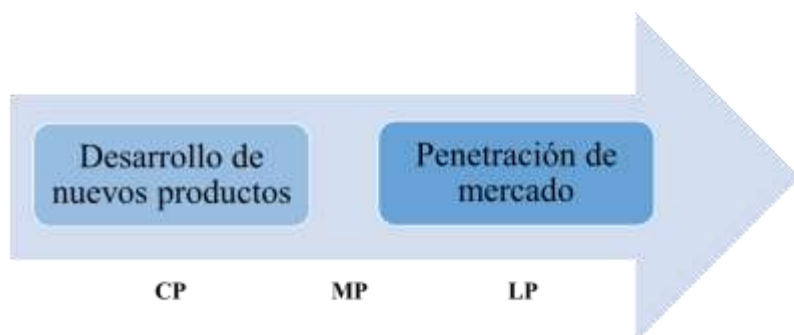 Desarrollo de
nuevos productos
Penetración de
mercado
CP MP LP